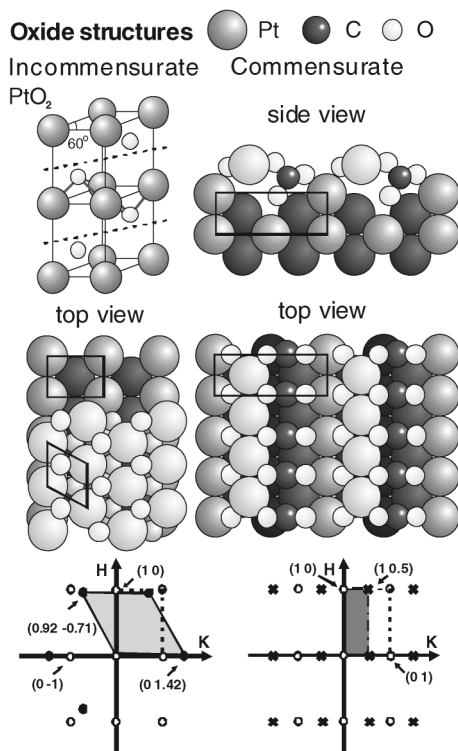 Oxide structures Pt C O
Incommensurate Commensurate
PtO₂
side view
60°
top view top view
H (1 0)
(0.92 -0.71)
K
(0 -1) (0 1.42)
(1 0) H (1 0.5)
K
(0 1)